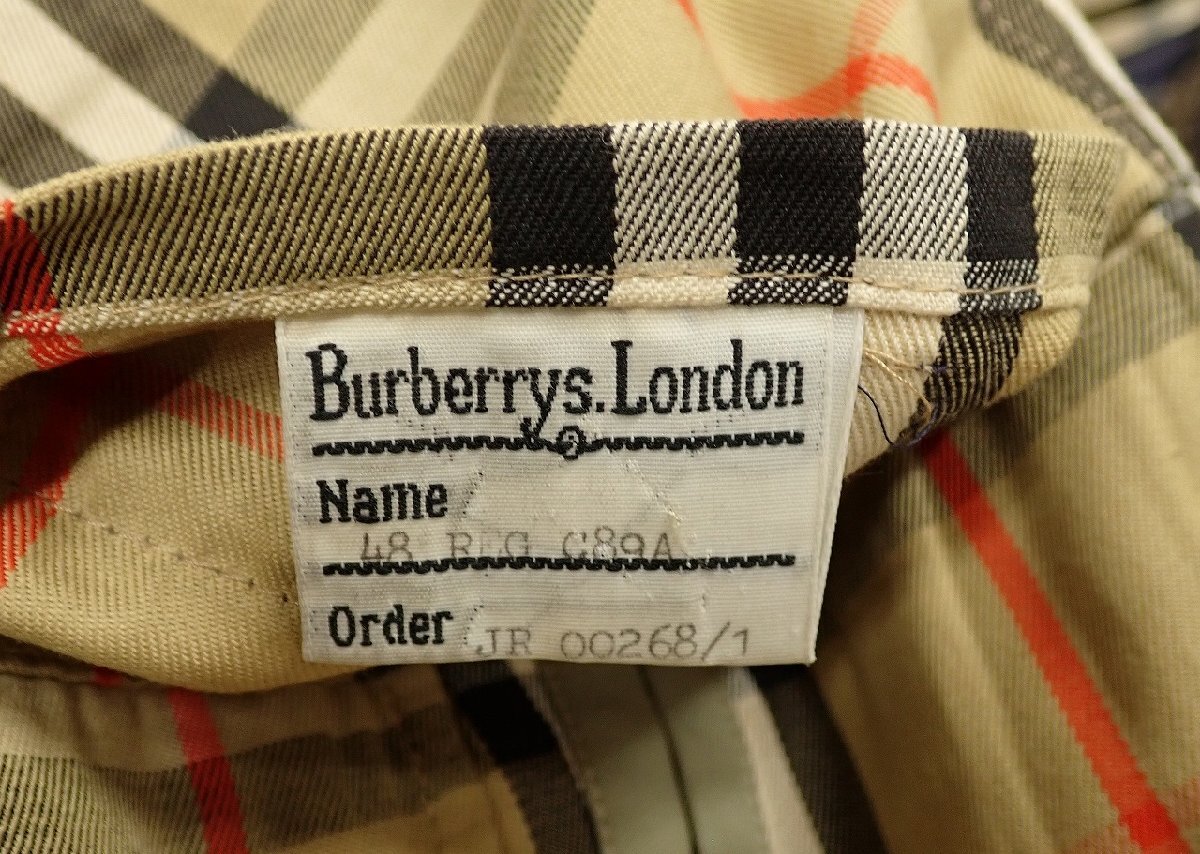 Burberrys.London
Name
48 REG C89A
Order JR 00268/1